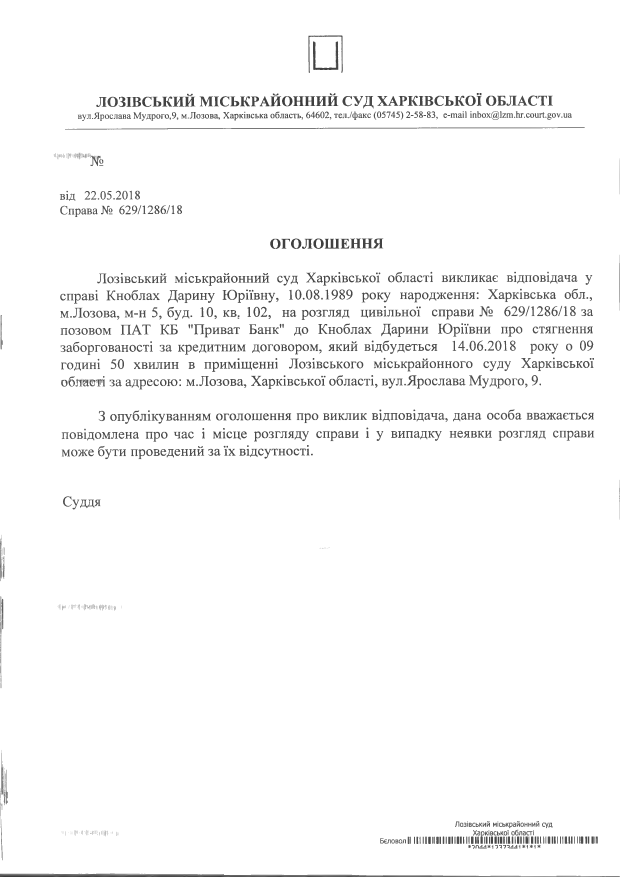 ЛОЗІВСЬКИЙ МІСЬКРАЙОННИЙ СУД ХАРКІВСЬКОЇ ОБЛАСТІ
вул.Ярослава Мудрого,9, м.Лозова, Харківська область, 64602, тел./факс (05745) 2-58-83, e-mail inbox@lzm.hr.court.gov.ua
№
від 22.05.2018
Справа № 629/1286/18
ОГОЛОШЕННЯ
Лозівський міськрайонний суд Харківської області викликає відповідача у
справі Кноблах Дарину Юріївну, 10.08.1989 року народження: Харківська обл.,
м.Лозова, м-н 5, буд. 10, кв, 102, на розгляд цивільної справи № 629/1286/18 за
позовом ПАТ КБ "Приват Банк" до Кноблах Дарини Юріївни про стягнення
заборгованості за кредитним договором, який відбудеться 14.06.2018 року о 09
годині 50 хвилин в приміщенні Лозівського міськрайонного суду Харківської
області за адресою: м.Лозова, Харківської області, вул.Ярослава Мудрого, 9.
З опублікуванням оголошення про виклик відповідача, дана особа вважається
повідомлена про час і місце розгляду справи і у випадку неявки розгляд справи
може бути проведений за їх відсутності.
Суддя
Лозівський міськрайонний суд
Харківської області
Беловол